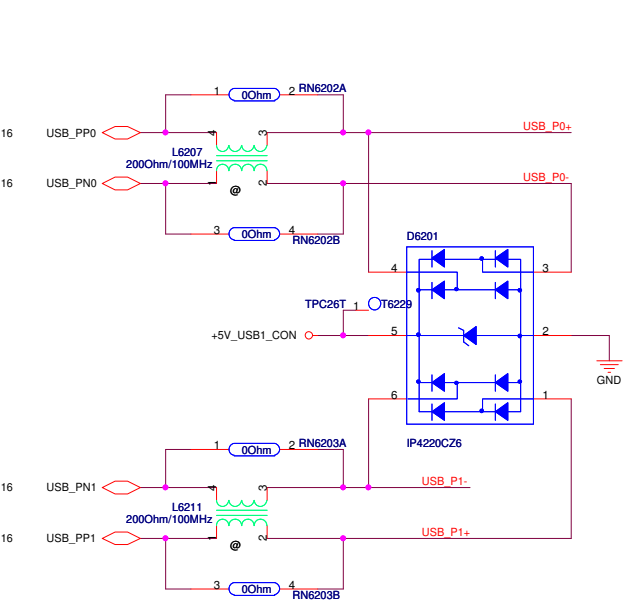 1 0Ohm 2 RN6202A
16 USB_PP0 4 3 USB_P0+
L6207
200Ohm/100MHz
16 USB_PN0 1 2 USB_P0-
@
3 0Ohm 4
RN6202B
D6201
4 3
TPC26T 1 T6229
+5V_USB1_CON 5 2
GND
6 1
1 0Ohm 2 RN6203A
IP4220CZ6
16 USB_PN1 4 3 USB_P1-
L6211
200Ohm/100MHz
16 USB_PP1 1 2 USB_P1+
@
3 0Ohm 4
RN6203B